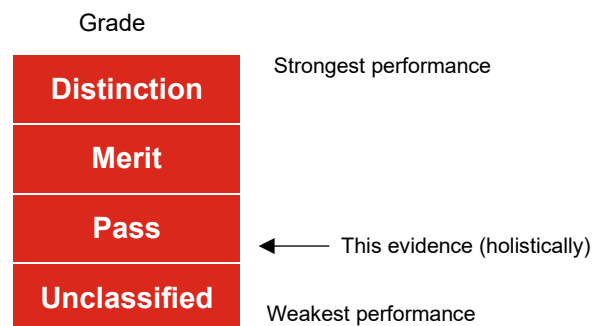 Grade
Distinction
Strongest performance
Merit
Pass
This evidence (holistically)
Unclassified
Weakest performance